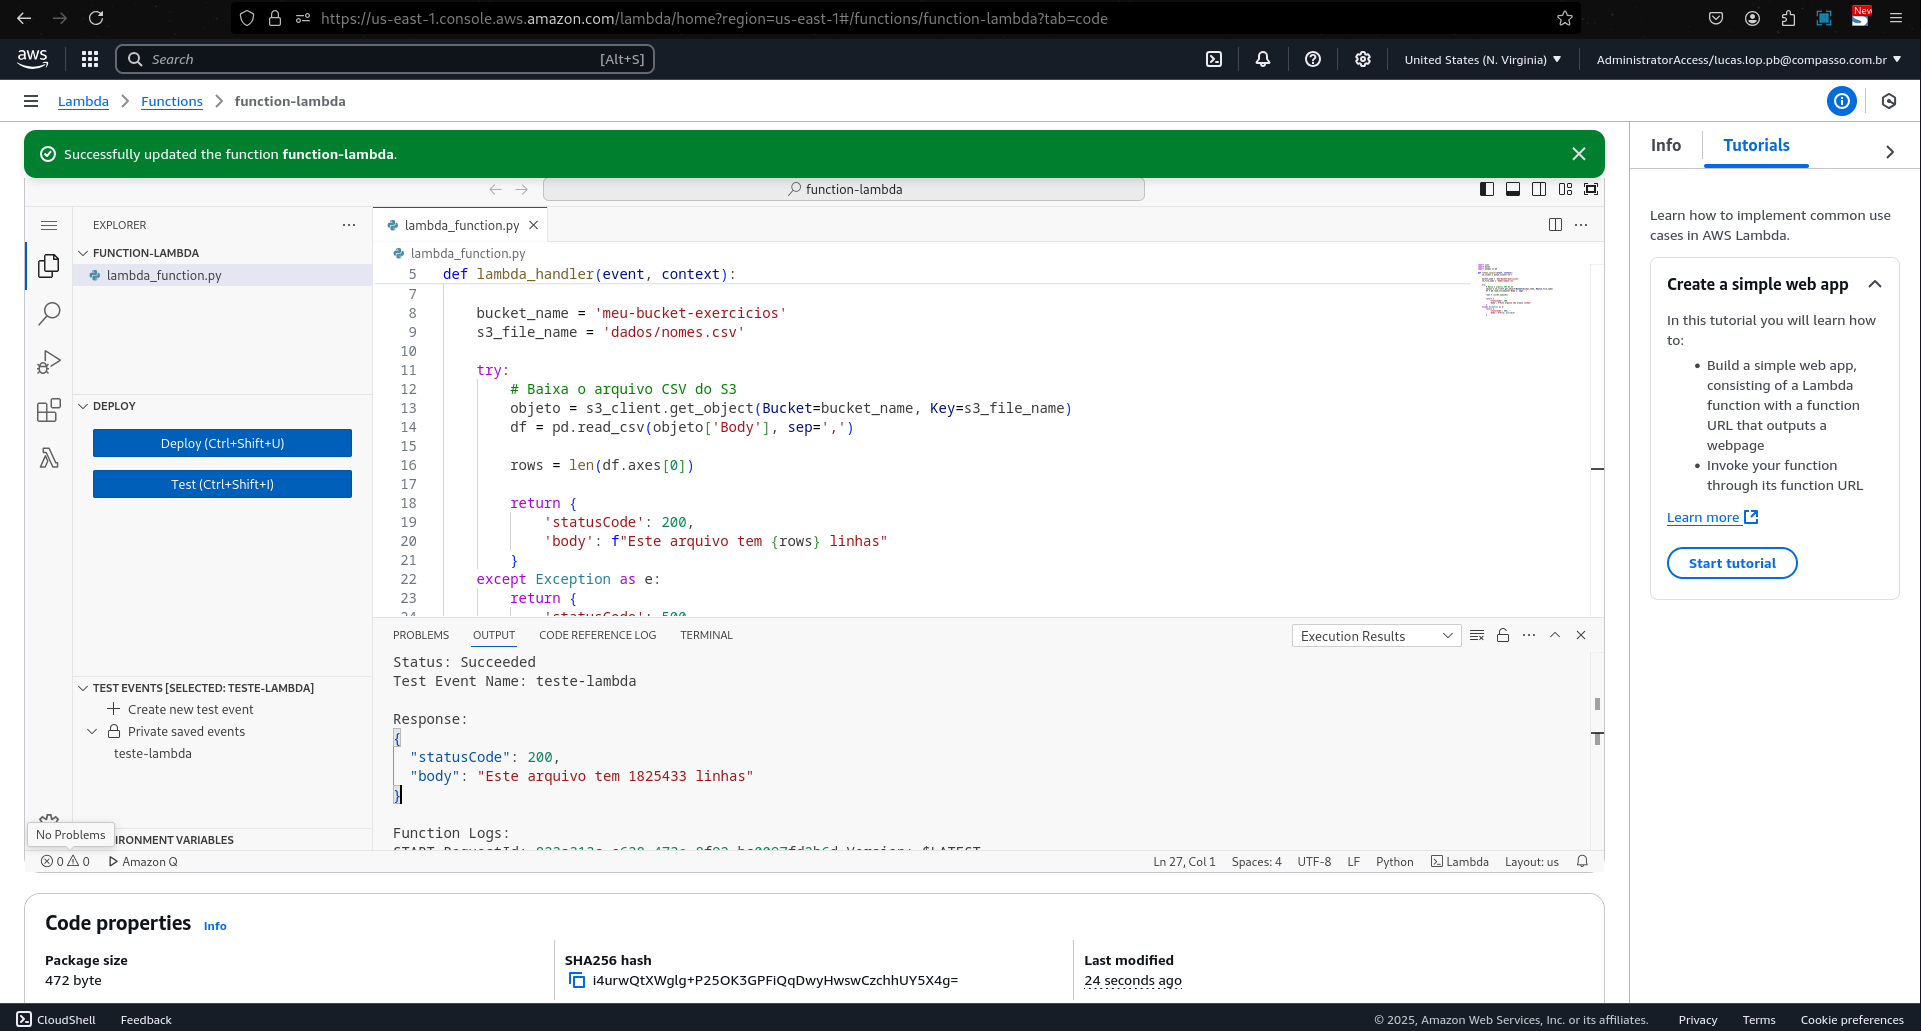 https://us-east-1.console.aws.amazon.com/lambda/home?region=us-east-1#/functions/function-lambda?tab=code
New
aws
Search
[Alt+S]
United States (N. Virginia)
AdministratorAccess/lucas.lop.pb@compasso.com.br
Lambda
Functions
function-lambda
Successfully updated the function function-lambda.
Info
Tutorials
function-lambda
EXPLORER
FUNCTION-LAMBDA
lambda_function.py
DEPLOY
Deploy (Ctrl+Shift+U)
Test (Ctrl+Shift+I)
TEST EVENTS [SELECTED: TESTE-LAMBDA]
Create new test event
Private saved events
teste-lambda
No Problems
IRONMENT VARIABLES
lambda_function.py
lambda_function.py
5 def lambda_handler(event, context):
7
8 bucket_name = 'meu-bucket-exercicios'
9 s3_file_name = 'dados/nomes.csv'
10
11 try:
12 # Baixa o arquivo CSV do S3
13 objeto = s3_client.get_object(Bucket=bucket_name, Key=s3_file_name)
14 df = pd.read_csv(objeto['Body'], sep=',')
15
16 rows = len(df.axes[0])
17
18 return {
19 'statusCode': 200,
20 'body': f"Este arquivo tem {rows} linhas"
21 }
22 except Exception as e:
23 return {
24 'statusCode': 500
PROBLEMS
OUTPUT
CODE REFERENCE LOG
TERMINAL
Execution Results
Status: Succeeded
Test Event Name: teste-lambda
Response:
{
"statusCode": 200,
"body": "Este arquivo tem 1825433 linhas"
}
Function Logs:
Version: $LATEST
0 0
Amazon Q
Ln 27, Col 1
Spaces: 4
UTF-8
LF
Python
Lambda
Layout: us
Learn how to implement common use
cases in AWS Lambda.
Create a simple web app
In this tutorial you will learn how
to:
• Build a simple web app,
consisting of a Lambda
function with a function
URL that outputs a
webpage
• Invoke your function
through its function URL
Learn more
Start tutorial
Code properties Info
Package size
472 byte
SHA256 hash
i4urwQtXWglg+P25OK3GPFiQqDwyHwswCzchhUY5X4g=
Last modified
24 seconds ago
CloudShell
Feedback
© 2025, Amazon Web Services, Inc. or its affiliates.
Privacy
Terms
Cookie preferences